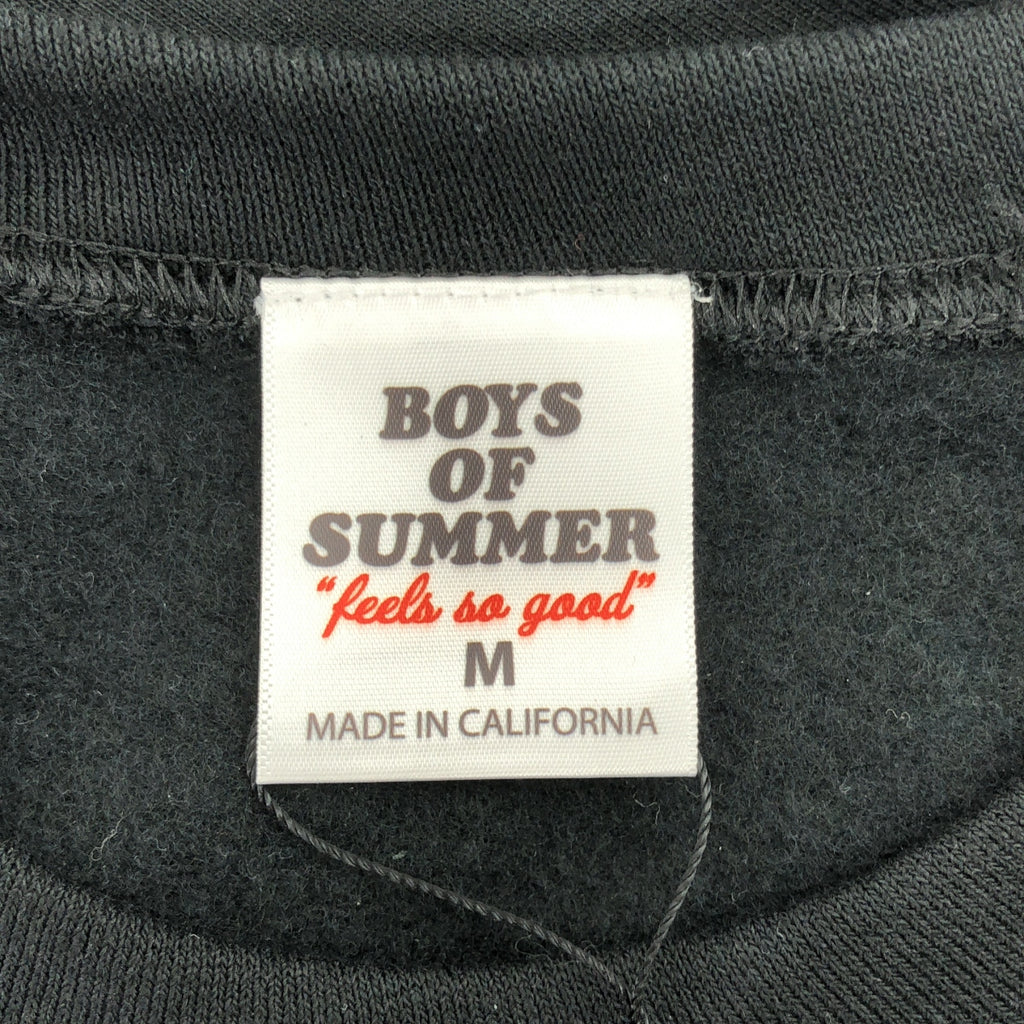 BOYS
OF
SUMMER
“feels so good”
M
MADE IN CALIFORNIA